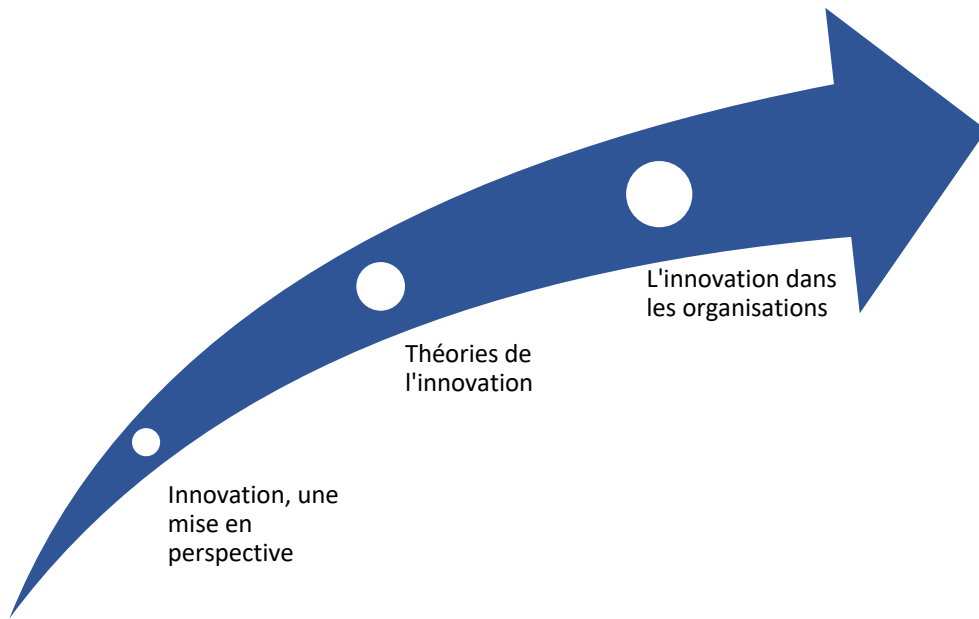 L'innovation dans
les organisations
Théories de
l'innovation
Innovation, une
mise en
perspective